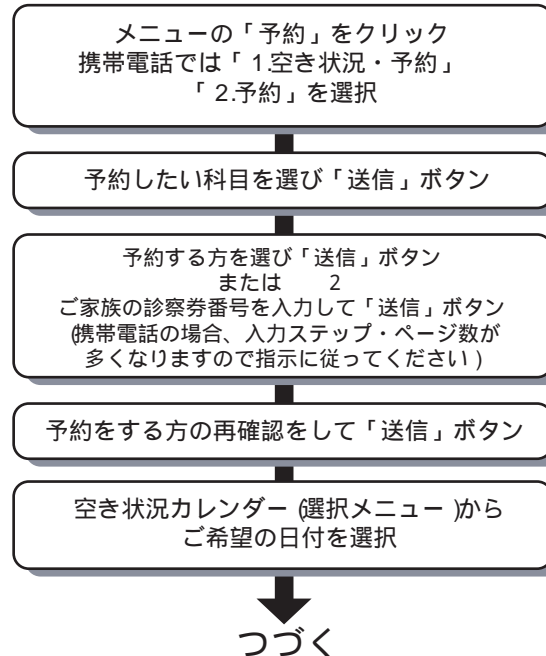 メニューの「予約」をクリック
携帯電話では「1.空き状況・予約」
「2.予約」を選択
予約したい科目を選び「送信」ボタン
予約する方を選び「送信」ボタン
または 2
ご家族の診察券番号を入力して「送信」ボタン
(携帯電話の場合、入力ステップ・ページ数が
多くなりますので指示に従ってください)
予約をする方の再確認をして「送信」ボタン
空き状況カレンダー(選択メニュー)から
ご希望の日付を選択
つづく